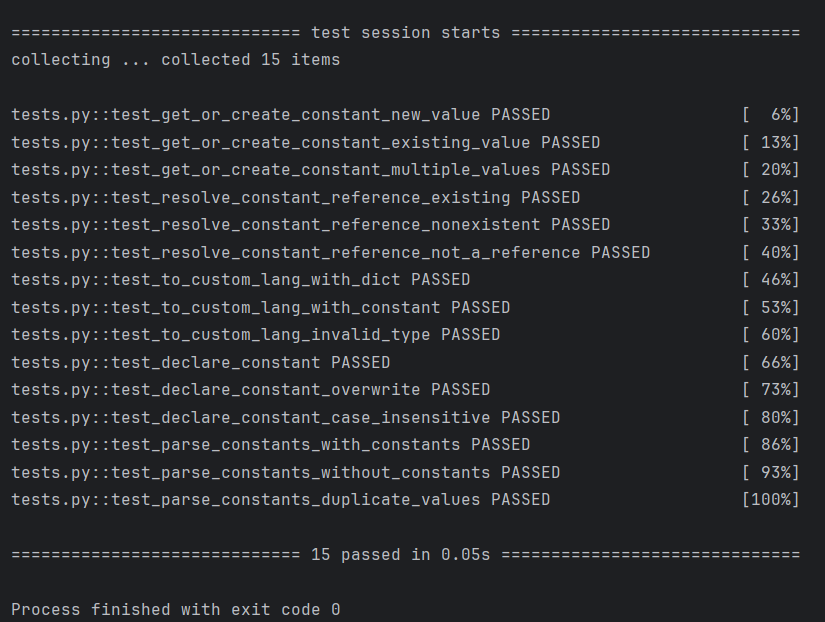 ============================= test session starts =============================
collecting ... collected 15 items
tests.py::test_get_or_create_constant_new_value PASSED [  6%]
tests.py::test_get_or_create_constant_existing_value PASSED [ 13%]
tests.py::test_get_or_create_constant_multiple_values PASSED [ 20%]
tests.py::test_resolve_constant_reference_existing PASSED [ 26%]
tests.py::test_resolve_constant_reference_nonexistent PASSED [ 33%]
tests.py::test_resolve_constant_reference_not_a_reference PASSED [ 40%]
tests.py::test_to_custom_lang_with_dict PASSED [ 46%]
tests.py::test_to_custom_lang_with_constant PASSED [ 53%]
tests.py::test_to_custom_lang_invalid_type PASSED [ 60%]
tests.py::test_declare_constant PASSED [ 66%]
tests.py::test_declare_constant_overwrite PASSED [ 73%]
tests.py::test_declare_constant_case_insensitive PASSED [ 80%]
tests.py::test_parse_constants_with_constants PASSED [ 86%]
tests.py::test_parse_constants_without_constants PASSED [ 93%]
tests.py::test_parse_constants_duplicate_values PASSED [100%]
============================= 15 passed in 0.05s ==============================
Process finished with exit code 0